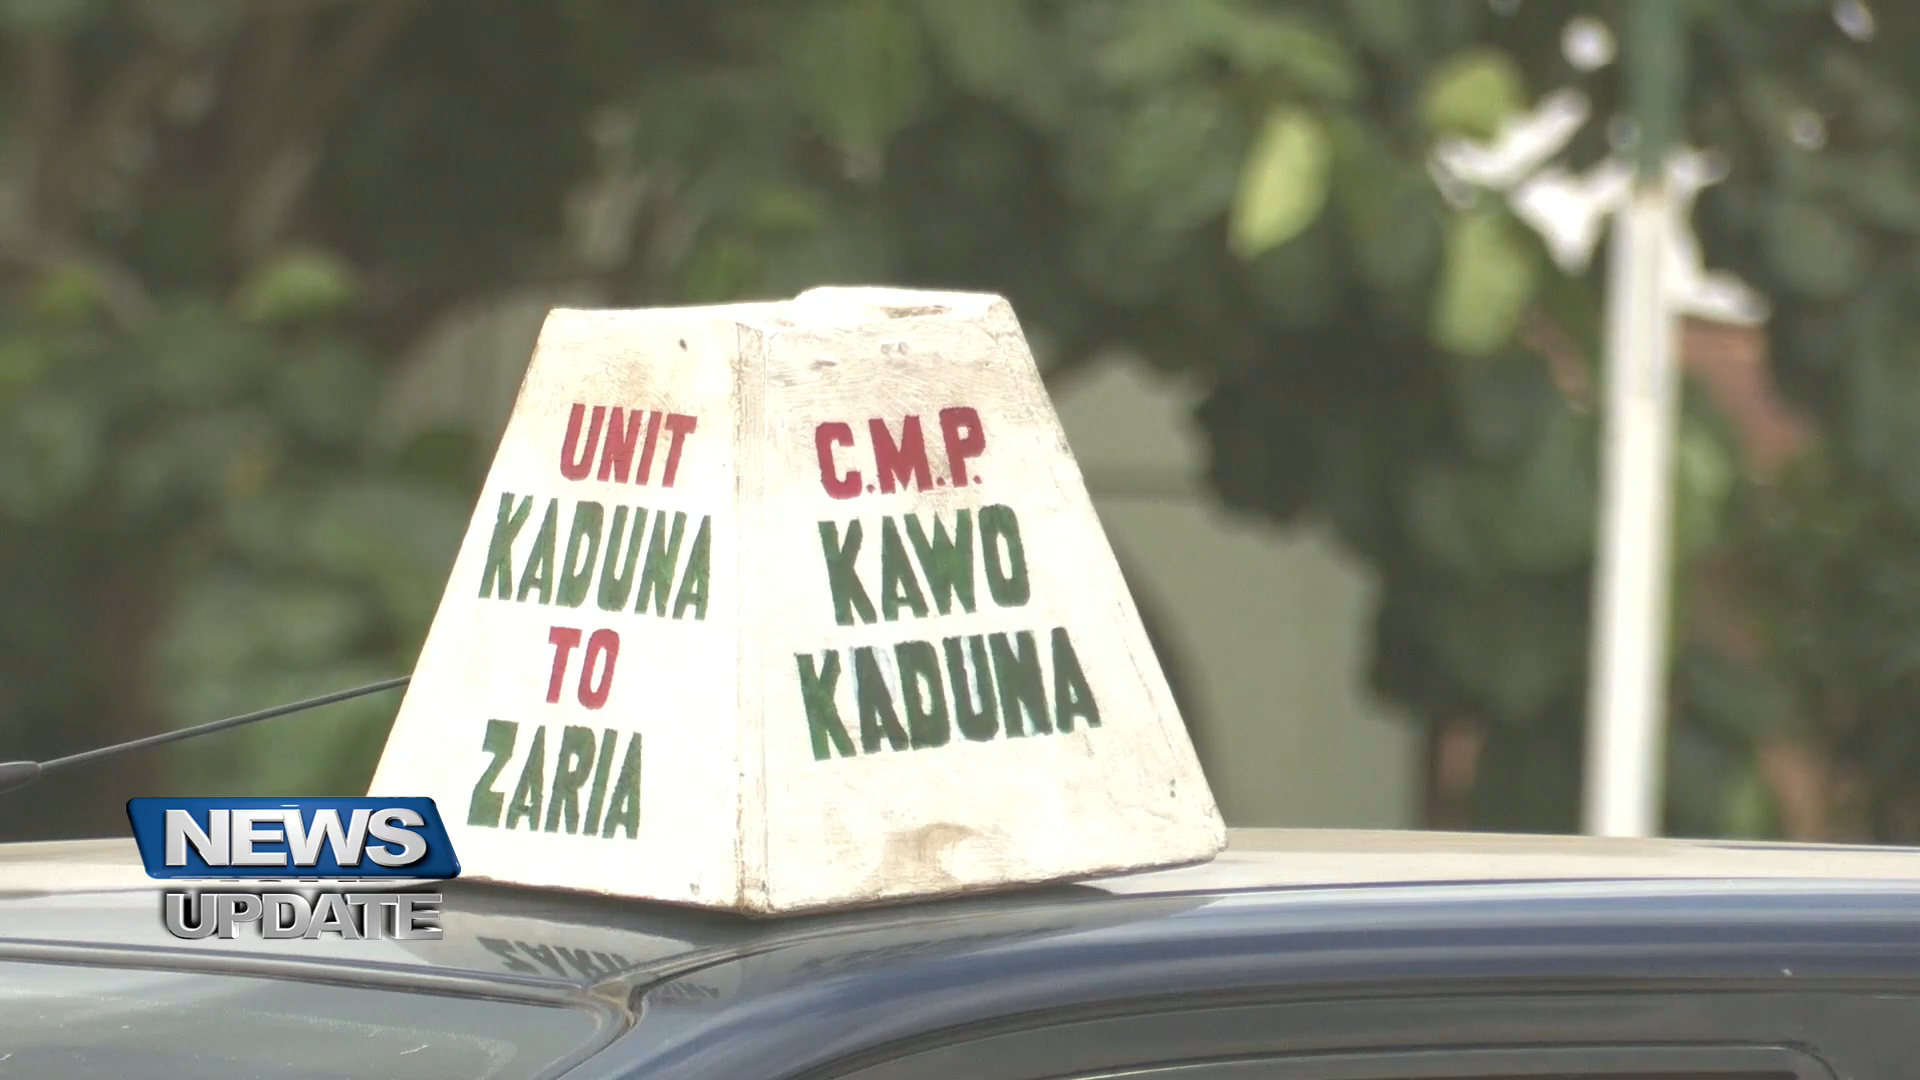 UNIT
KADUNA
TO
ZARIA
C.M.P.
KAWO
KADUNA
NEWS
UPDATE